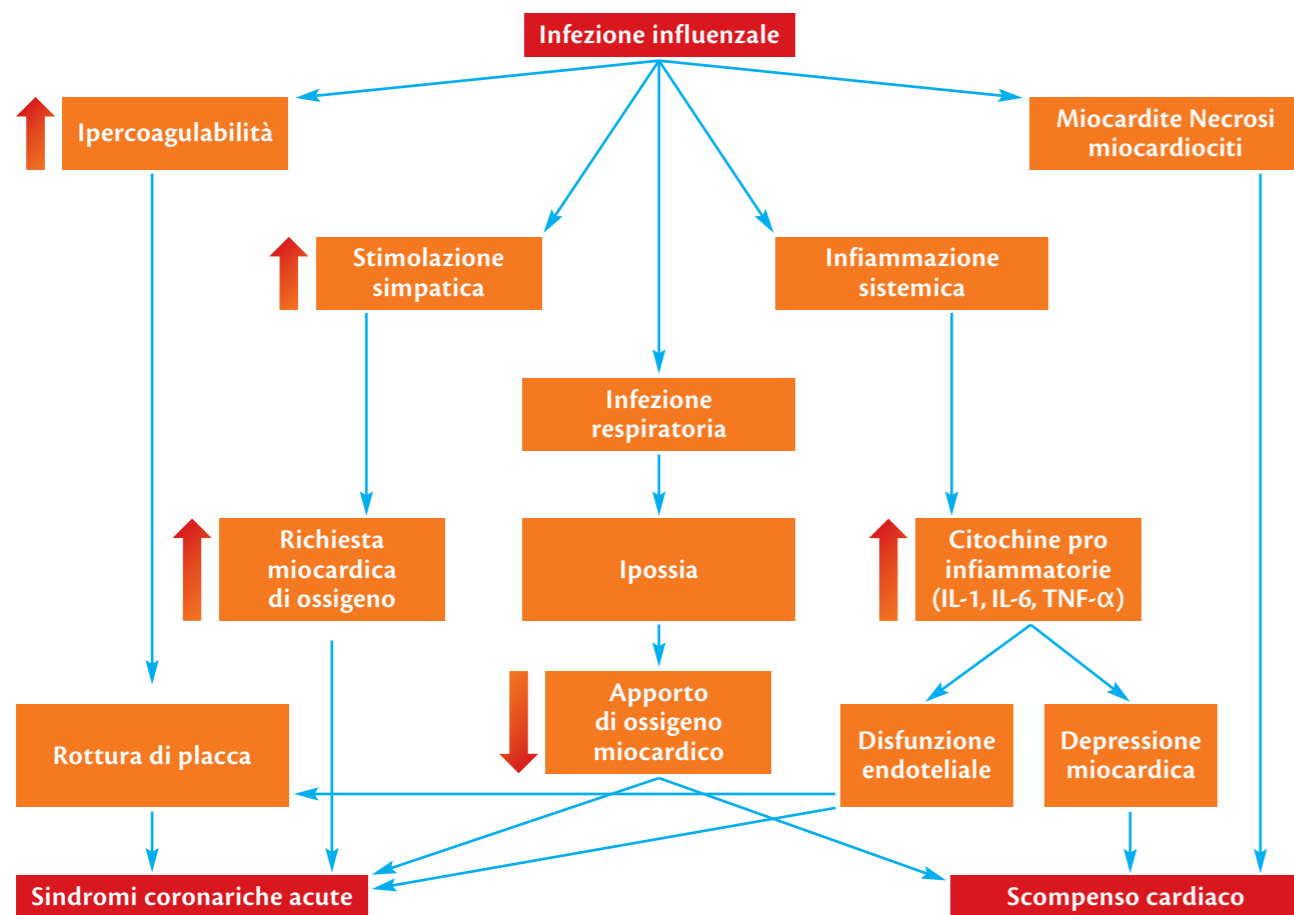 Infezione influenzale
Ipercoagulabilità
Miocardite Necrosi
miocardiociti
Stimolazione
simpatica
Infiammazione
sistemica
Infezione
respiratoria
Richiesta
miocardica
di ossigeno
Ipossia
Citochine pro
infiammatorie
(IL-1, IL-6, TNF-α)
Rottura di placca
Apporto
di ossigeno
miocardico
Disfunzione
endoteliale
Depressione
miocardica
Sindromi coronariche acute
Scompenso cardiaco